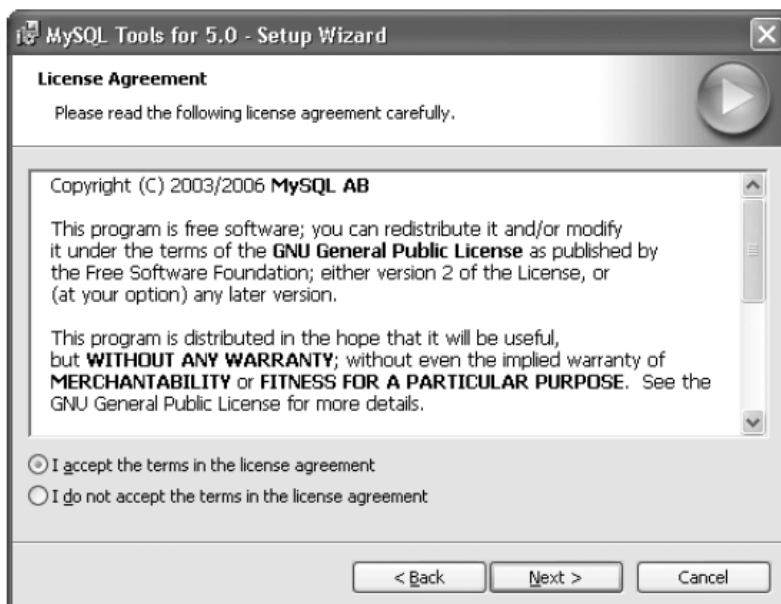 MySQL Tools for 5.0 - Setup Wizard
License Agreement
Please read the following license agreement carefully.
Copyright (C) 2003/2006 MySQL AB
This program is free software; you can redistribute it and/or modify
it under the terms of the GNU General Public License as published by
the Free Software Foundation; either version 2 of the License, or
(at your option) any later version.
This program is distributed in the hope that it will be useful,
but WITHOUT ANY WARRANTY; without even the implied warranty of
MERCHANTABILITY or FITNESS FOR A PARTICULAR PURPOSE. See the
GNU General Public License for more details.
I accept the terms in the license agreement
I do not accept the terms in the license agreement
< Back
Next >
Cancel